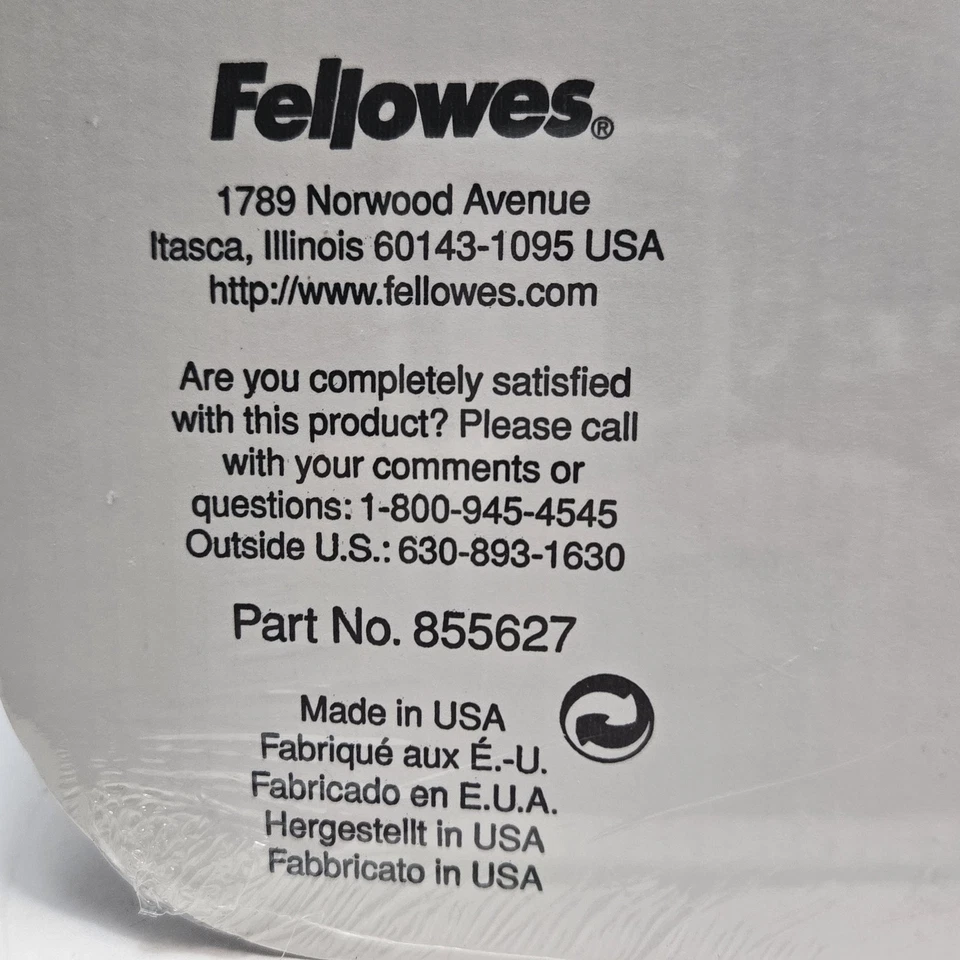 Fellowes®
1789 Norwood Avenue
Itasca, Illinois 60143-1095 USA
http://www.fellowes.com
Are you completely satisfied
with this product? Please call
with your comments or
questions: 1-800-945-4545
Outside U.S.: 630-893-1630
Part No. 855627
Made in USA
Fabriqué aux É.-U.
Fabricado en E.U.A.
Hergestellt in USA
Fabbricato in USA